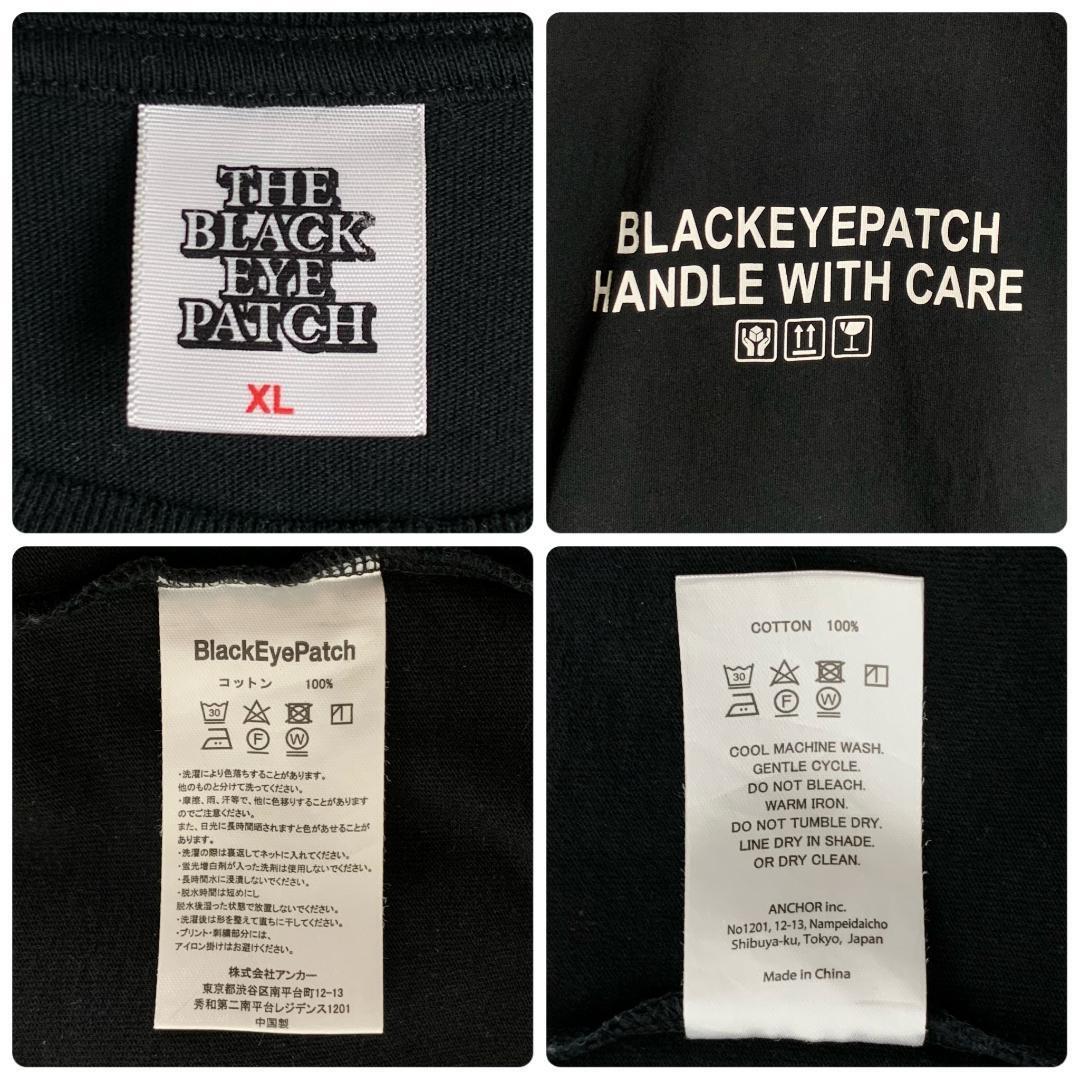 THE
BLACK
EYE
PATCH
XL
BLACKEYEPATCH
HANDLE WITH CARE
BlackEyePatch
コットン 100%
30
F W
・洗濯により色落ちすることがあります。
他のものと分けて洗ってください。
・摩擦、雨、汗等で、他に色移りすることがあります
のでご注意ください。
また、日光に長時間晒されますと色があせることが
あります。
・洗濯の際は裏返してネットに入れてください。
・蛍光増白剤が入った洗剤は使用しないでください。
・長時間水に浸漬しないでください。
・脱水時間は短めにし
脱水後湿った状態で放置しないでください。
・洗濯後は形を整えて直ちに干してください。
・プリント・刺繍部分には、
アイロン掛けはお避けください。
株式会社アンカー
東京都渋谷区南平台町12-13
秀和第二南平台レジデンス1201
中国製
COTTON 100%
30
F W
COOL MACHINE WASH.
GENTLE CYCLE.
DO NOT BLEACH.
WARM IRON.
DO NOT TUMBLE DRY.
LINE DRY IN SHADE.
OR DRY CLEAN.
ANCHOR inc.
No1201, 12-13, Nampeidaicho
Shibuya-ku, Tokyo, Japan
Made in China